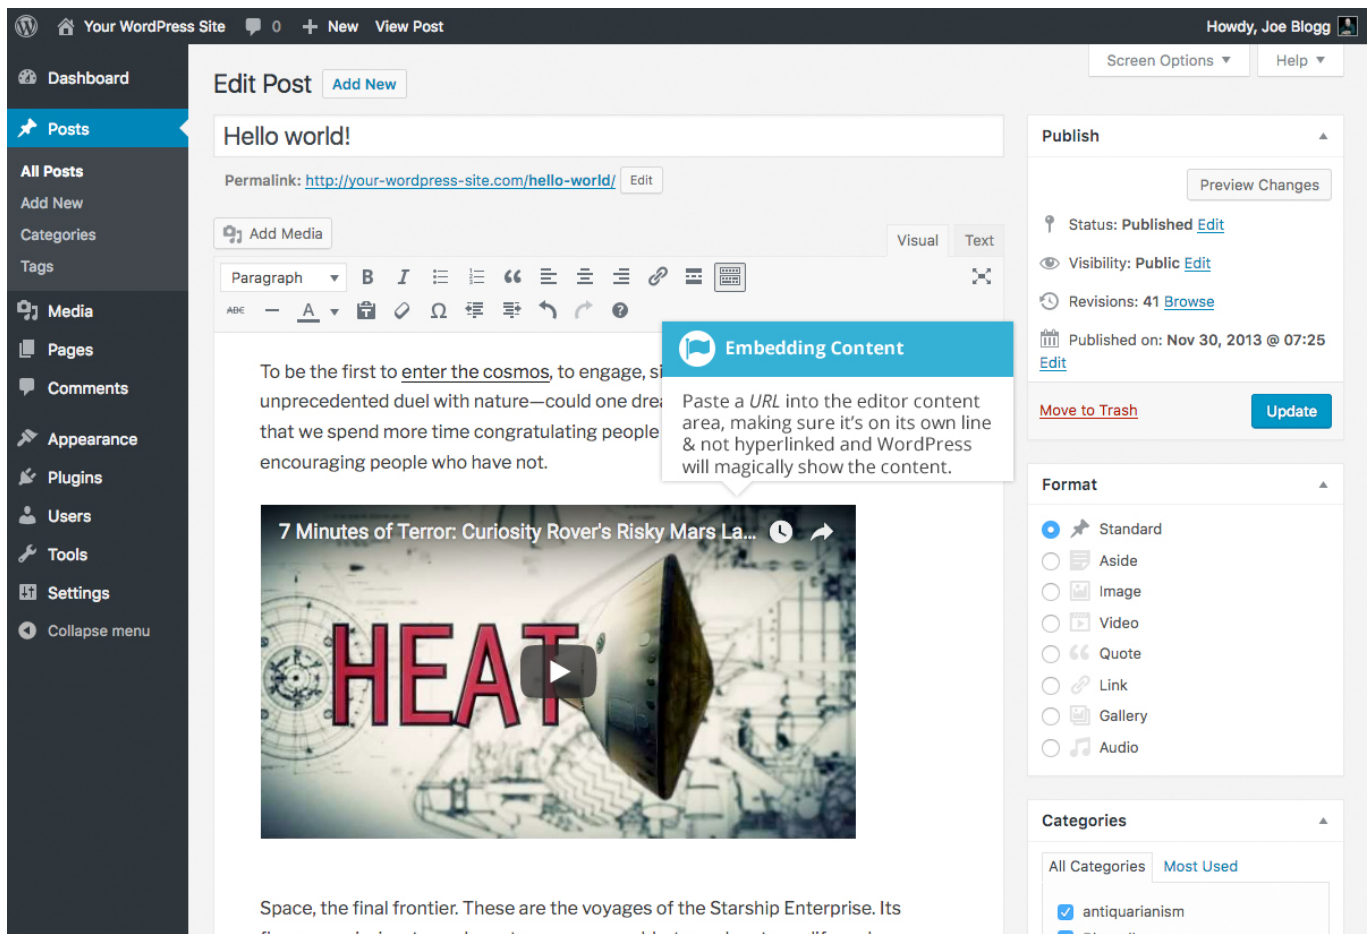 Your WordPress Site 0 New View Post Howdy, Joe Blogg
Screen Options Help
Dashboard
Posts
All Posts
Add New
Categories
Tags
Media
Pages
Comments
Appearance
Plugins
Users
Tools
Settings
Collapse menu
Edit Post Add New
Hello world!
Permalink: http://your-wordpress-site.com/hello-world/ Edit
Add Media
Visual Text
Paragraph B I
ABE A
Embedding Content
Paste a URL into the editor content
area, making sure it's on its own line
& not hyperlinked and WordPress
will magically show the content.
To be the first to enter the cosmos, to engage,
unprecedented duel with nature—could one
that we spend more time congratulating people
encouraging people who have not.
7 Minutes of Terror: Curiosity Rover's Risky Mars La...
HEAT
Space, the final frontier. These are the voyages of the Starship Enterprise. Its
Publish
Preview Changes
Status: Published Edit
Visibility: Public Edit
Revisions: 41 Browse
Published on: Nov 30, 2013 @ 07:25
Edit
Move to Trash Update
Format
Standard
Aside
Image
Video
Quote
Link
Gallery
Audio
Categories
All Categories Most Used
antiquarianism